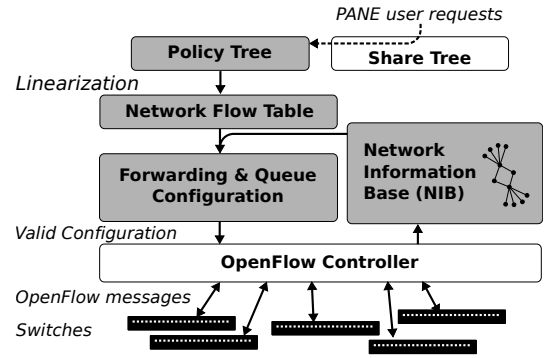 PANE user requests
Policy Tree
Share Tree
Linearization
Network Flow Table
Forwarding & Queue
Configuration
Network
Information
Base (NIB)
Valid Configuration
OpenFlow Controller
OpenFlow messages
Switches